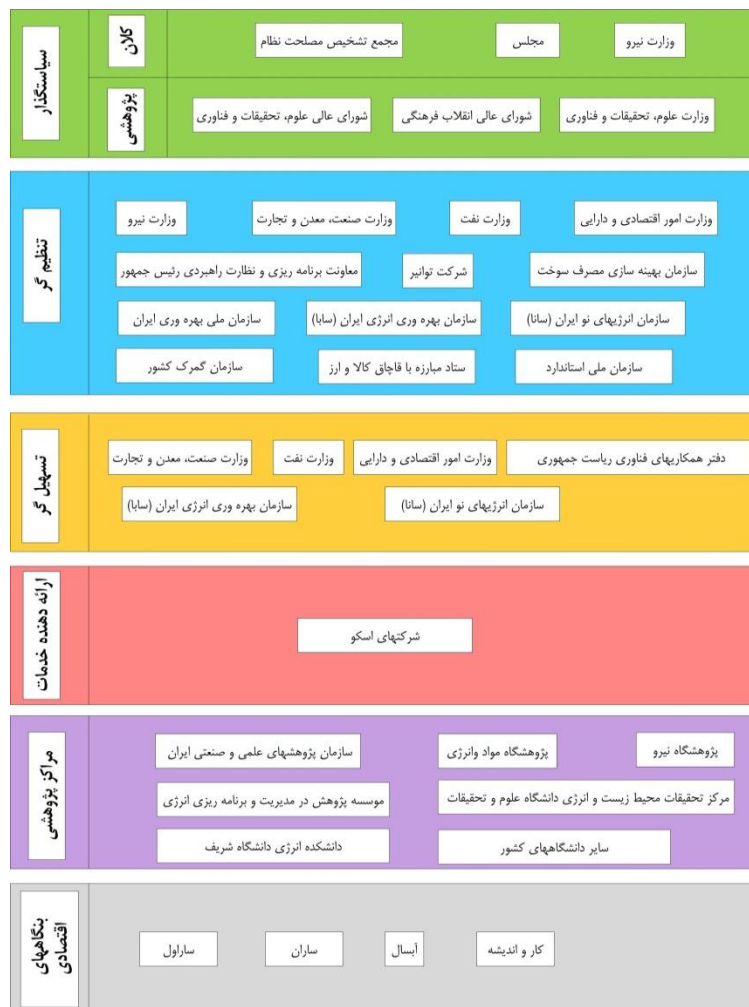 سیاستگذار
کلان
وزارت نیرو
مجلس
مجمع تشخیص مصلحت نظام
پژوهشی
وزارت علوم، تحقیقات و فناوری
شورای عالی انقلاب فرهنگی
شورای عالی علوم، تحقیقات و فناوری
تنظیم گر
وزارت امور اقتصادی و دارایی
وزارت نفت
وزارت صنعت، معدن و تجارت
وزارت نیرو
سازمان بهینه سازی مصرف سوخت
شرکت توانیر
معاونت برنامه ریزی و نظارت راهبردی رئیس جمهور
سازمان انرژیهای نو ایران (سانا)
سازمان بهره وری انرژی ایران (سابا)
سازمان ملی بهره وری ایران
سازمان ملی استاندارد
ستاد مبارزه با قاچاق کالا و ارز
سازمان گمرک کشور
تسهیل گر
دفتر همکاریهای فناوری ریاست جمهوری
وزارت امور اقتصادی و دارایی
وزارت نفت
وزارت صنعت، معدن و تجارت
سازمان انرژیهای نو ایران (سانا)
سازمان بهره وری انرژی ایران (سابا)
ارائه دهنده خدمات
شرکتهای اسکو
مراکز پژوهشی
پژوهشگاه نیرو
پژوهشگاه مواد وانرژی
سازمان پژوهشهای علمی و صنعتی ایران
مرکز تحقیقات محیط زیست و انرژی دانشگاه علوم و تحقیقات
موسسه پژوهش در مدیریت و برنامه ریزی انرژی
سایر دانشگاههای کشور
دانشکده انرژی دانشگاه شریف
بنگاههای
اقتصادی
کار و اندیشه
آبسال
ساران
ساراول